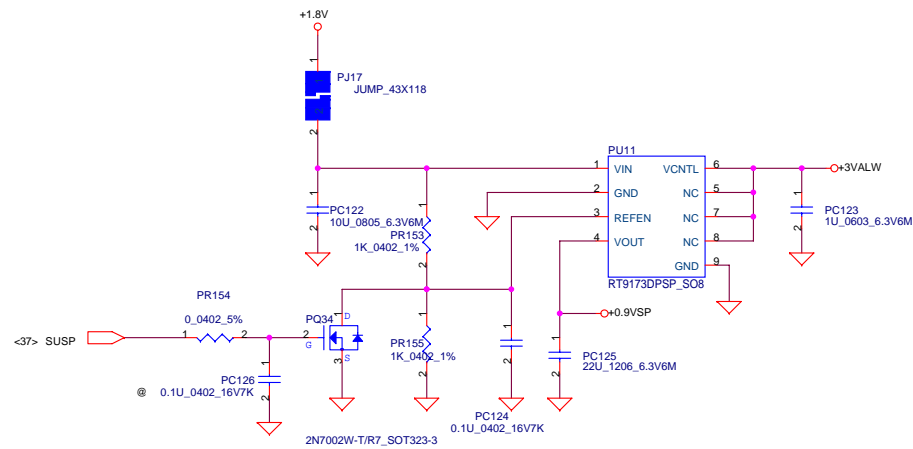 +1.8V
1
PJ17
JUMP_43X118
2
PU11
1
VIN
VCNTL
6
+3VALW
2
GND
NC
5
3
REFEN
NC
7
4
VOUT
NC
8
GND
9
RT9173DPSP_SO8
1
PC122
10U_0805_6.3V6M
2
1
PR153
1K_0402_1%
2
1
PC123
1U_0603_6.3V6M
2
+0.9VSP
1
PC125
22U_1206_6.3V6M
2
PR154
0_0402_5%
<37> SUSP
1
2
PQ34
1
D
2
G
S
3
1
PR155
1K_0402_1%
2
1
2
PC124
0.1U_0402_16V7K
@
1
PC126
0.1U_0402_16V7K
2
2N7002W-T/R7_SOT323-3